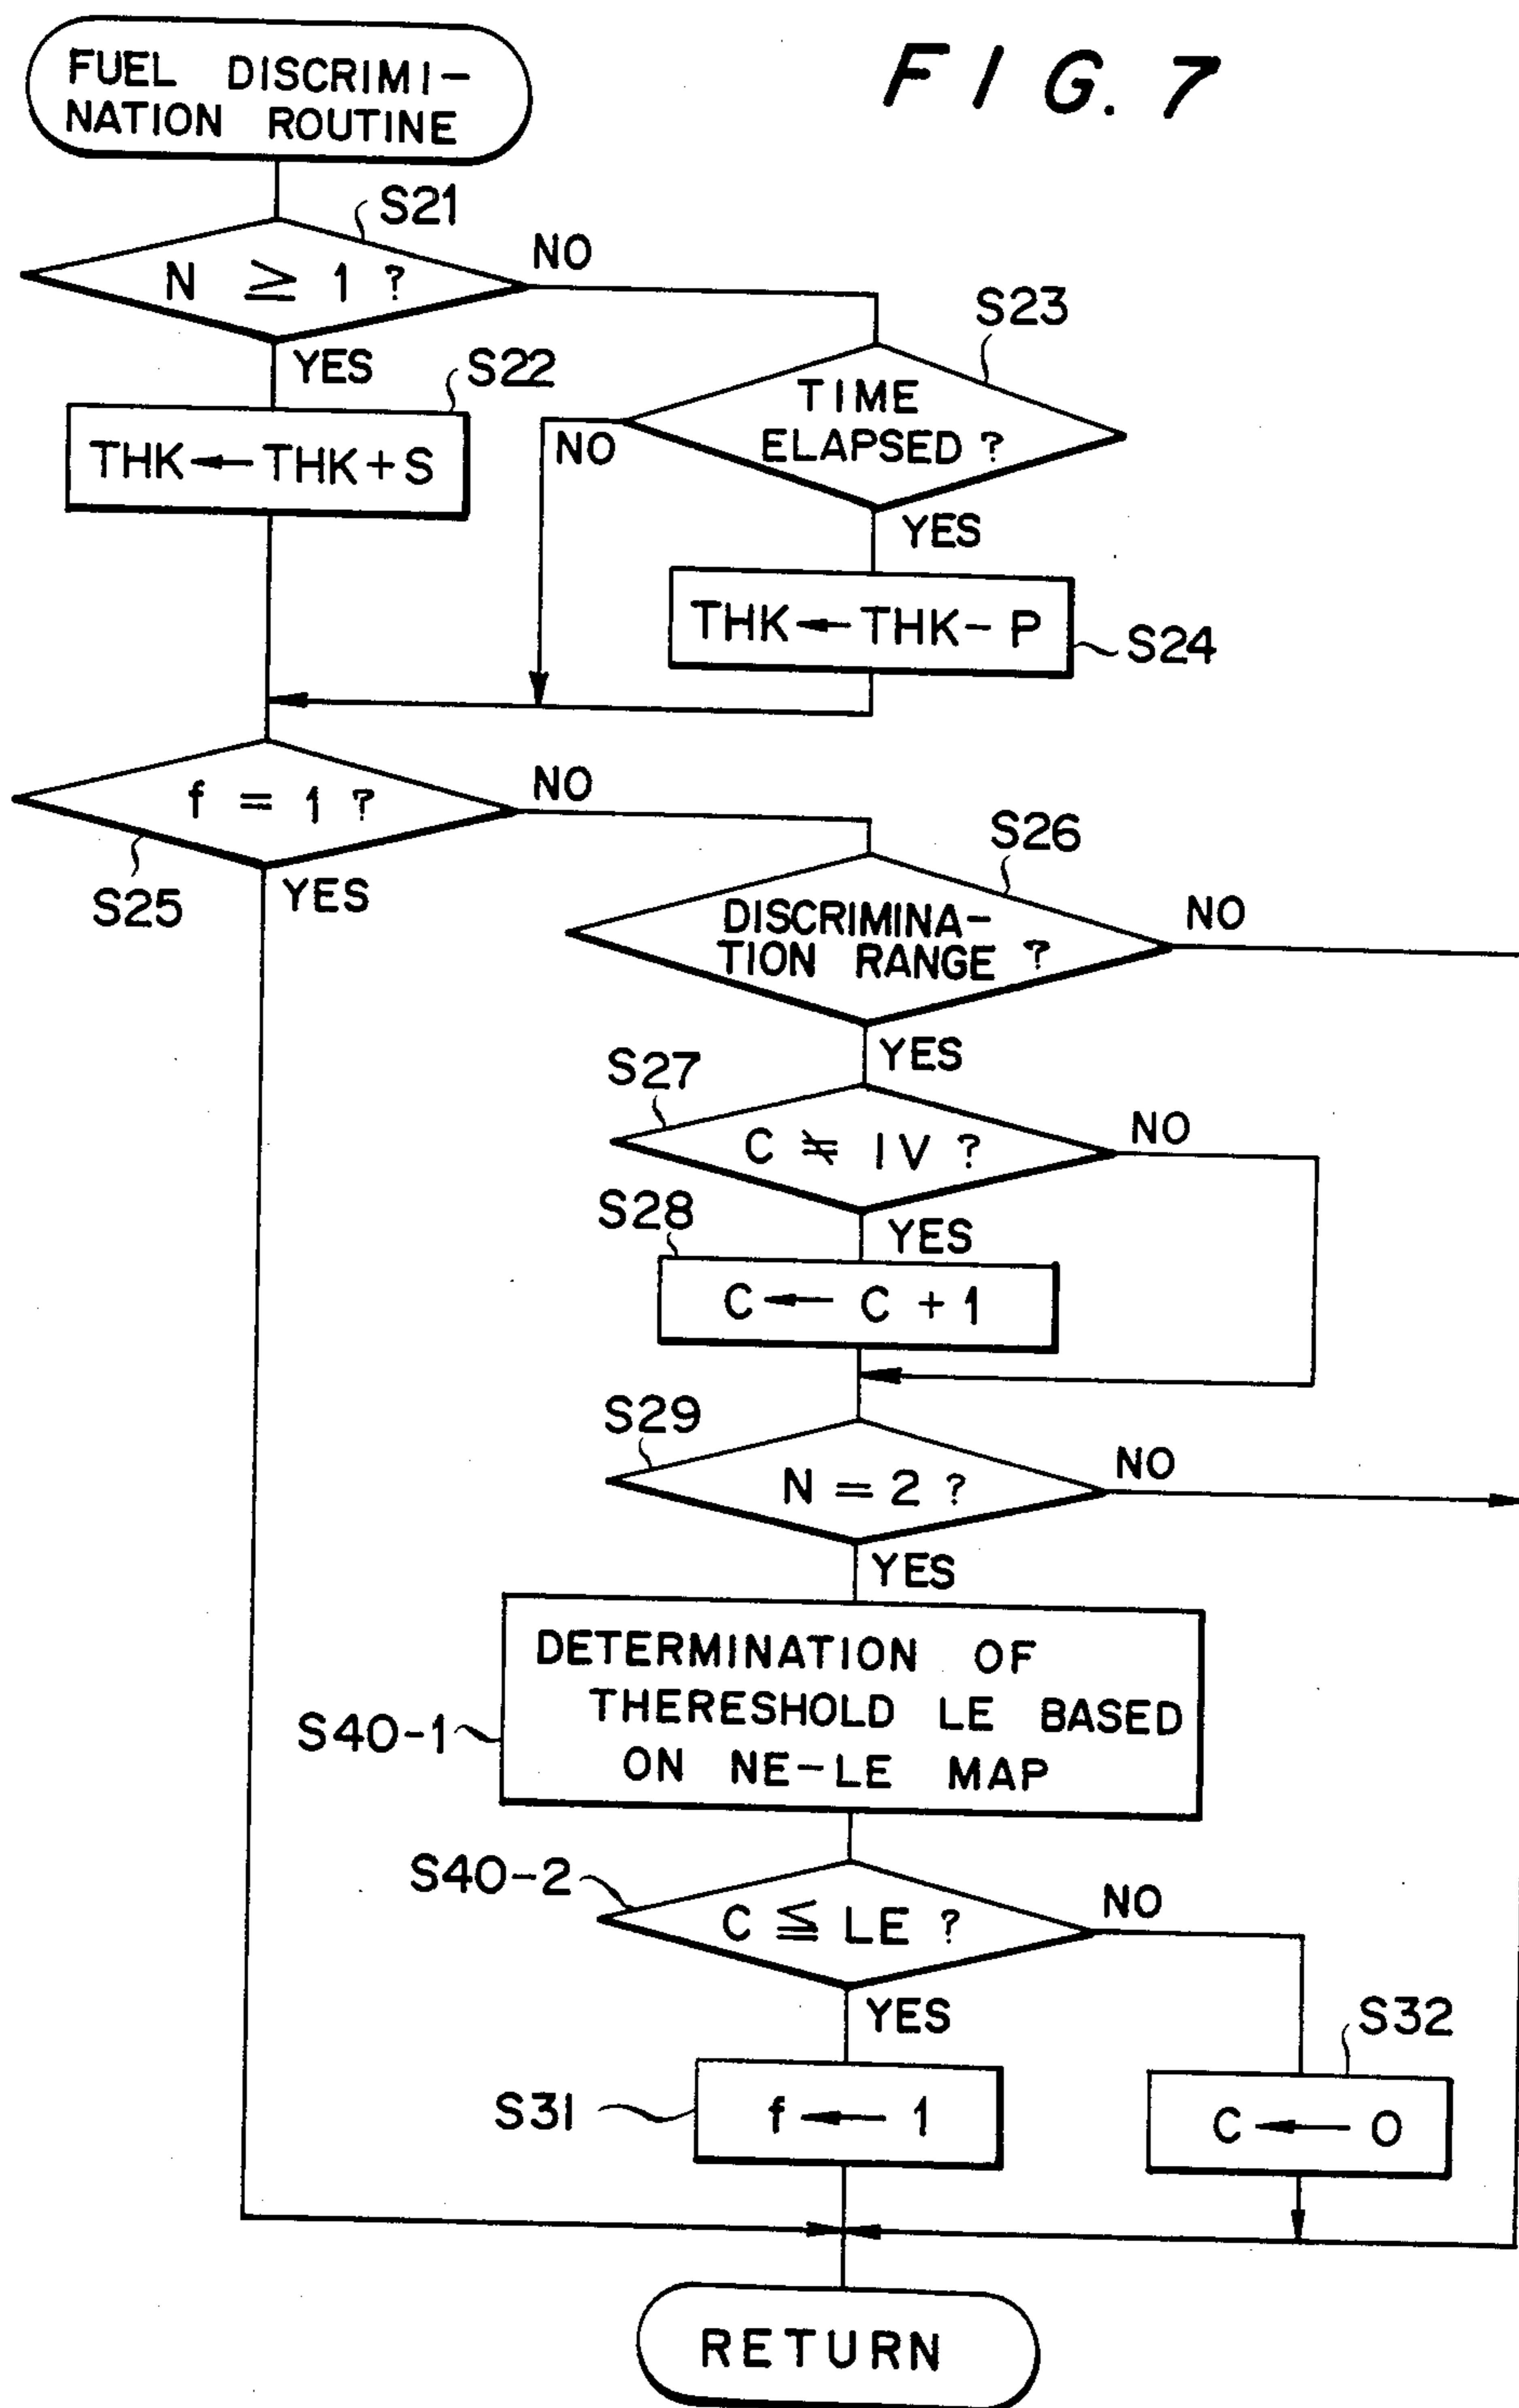 FIG. 7
FUEL DISCRIMI-
NATION ROUTINE
S21
N ≧ 1 ?
NO
YES
S22
THK ← THK + S
S23
TIME
ELAPSED ?
NO
YES
THK ← THK - P
S24
f = 1 ?
NO
S25
YES
S26
DISCRIMINA-
TION RANGE ?
NO
YES
S27
C ≠ IV ?
NO
S28
YES
C ← C + 1
S29
N = 2 ?
NO
YES
S40-1
DETERMINATION OF
THERESHOLD LE BASED
ON NE-LE MAP
S40-2
C ≦ LE ?
NO
YES
S32
S31
f ← 1
C ← 0
RETURN